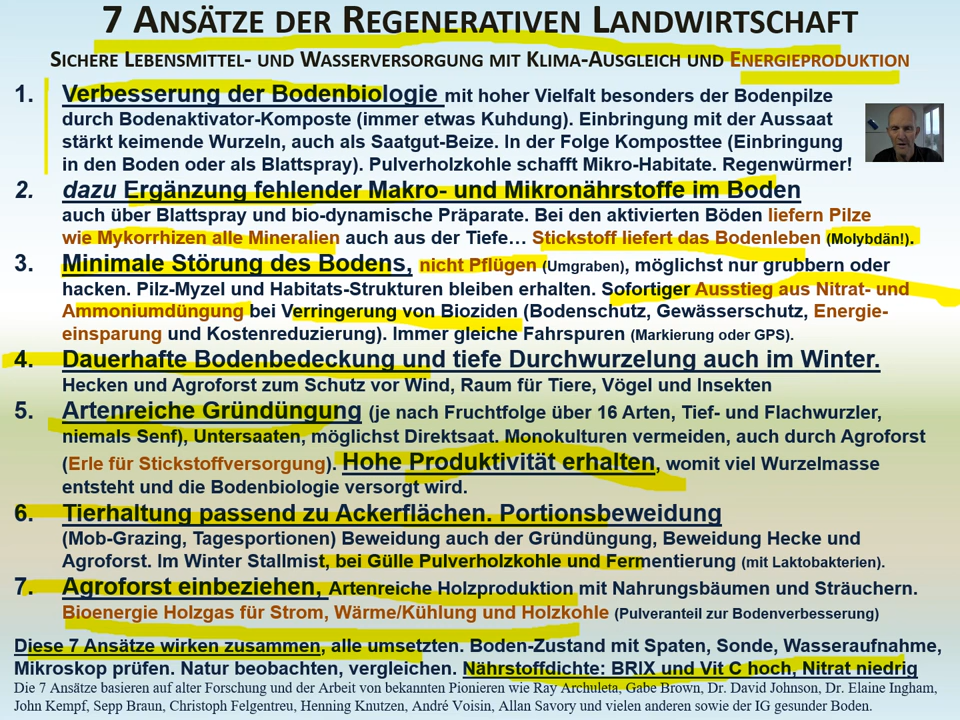 7 Ansätze der Regenerativen Landwirtschaft
Sichere Lebensmittel- und Wasserversorgung mit Klima-Ausgleich und Energieproduktion
1. Verbesserung der Bodenbiologie mit hoher Vielfalt besonders der Bodenpilze
durch Bodenaktivator-Komposte (immer etwas Kuhdung). Einbringung mit der Aussaat
stärkt keimende Wurzeln, auch als Saatgut-Beize. In der Folge Komposttee (Einbringung
in den Boden oder als Blattspray). Pulverholzkohle schafft Mikro-Habitate. Regenwürmer!
2. dazu Ergänzung fehlender Makro- und Mikronährstoffe im Boden
auch über Blattspray und bio-dynamische Präparate. Bei den aktivierten Böden liefern Pilze
wie Mykorrhizen alle Mineralien auch aus der Tiefe… Stickstoff liefert das Bodenleben (Molybdän!).
3. Minimale Störung des Bodens, nicht Pflügen (Umgraben), möglichst nur grubbern oder
hacken. Pilz-Myzel und Habitats-Strukturen bleiben erhalten. Sofortiger Ausstieg aus Nitrat- und
Ammoniumdüngung bei Verringerung von Bioziden (Bodenschutz, Gewässerschutz, Energie-
einsparung und Kostenreduzierung). Immer gleiche Fahrspuren (Markierung oder GPS).
4. Dauerhafte Bodenbedeckung und tiefe Durchwurzelung auch im Winter.
Hecken und Agroforst zum Schutz vor Wind, Raum für Tiere, Vögel und Insekten
5. Artenreiche Gründüngung (je nach Fruchtfolge über 16 Arten, Tief- und Flachwurzler,
niemals Senf), Untersaaten, möglichst Direktsaat. Monokulturen vermeiden, auch durch Agroforst
(Erle für Stickstoffversorgung). Hohe Produktivität erhalten, womit viel Wurzelmasse
entsteht und die Bodenbiologie versorgt wird.
6. Tierhaltung passend zu Ackerflächen. Portionsbeweidung
(Mob-Grazing, Tagesportionen) Beweidung auch der Gründüngung, Beweidung Hecke und
Agroforst. Im Winter Stallmist, bei Gülle Pulverholzkohle und Fermentierung (mit Laktobakterien).
7. Agroforst einbeziehen, Artenreiche Holzproduktion mit Nahrungsbäumen und Sträuchern.
Bioenergie Holzgas für Strom, Wärme/Kühlung und Holzkohle (Pulveranteil zur Bodenverbesserung)
Diese 7 Ansätze wirken zusammen, alle umsetzten. Boden-Zustand mit Spaten, Sonde, Wasseraufnahme,
Mikroskop prüfen. Natur beobachten, vergleichen. Nährstoffdichte: BRIX und Vit C hoch, Nitrat niedrig
Die 7 Ansätze basieren auf alter Forschung und der Arbeit von bekannten Pionieren wie Ray Archuleta, Gabe Brown, Dr. David Johnson, Dr. Elaine Ingham,
John Kempf, Sepp Braun, Christoph Felgentreu, Henning Knutzen, André Voisin, Allan Savory und vielen anderen sowie der IG gesunder Boden.